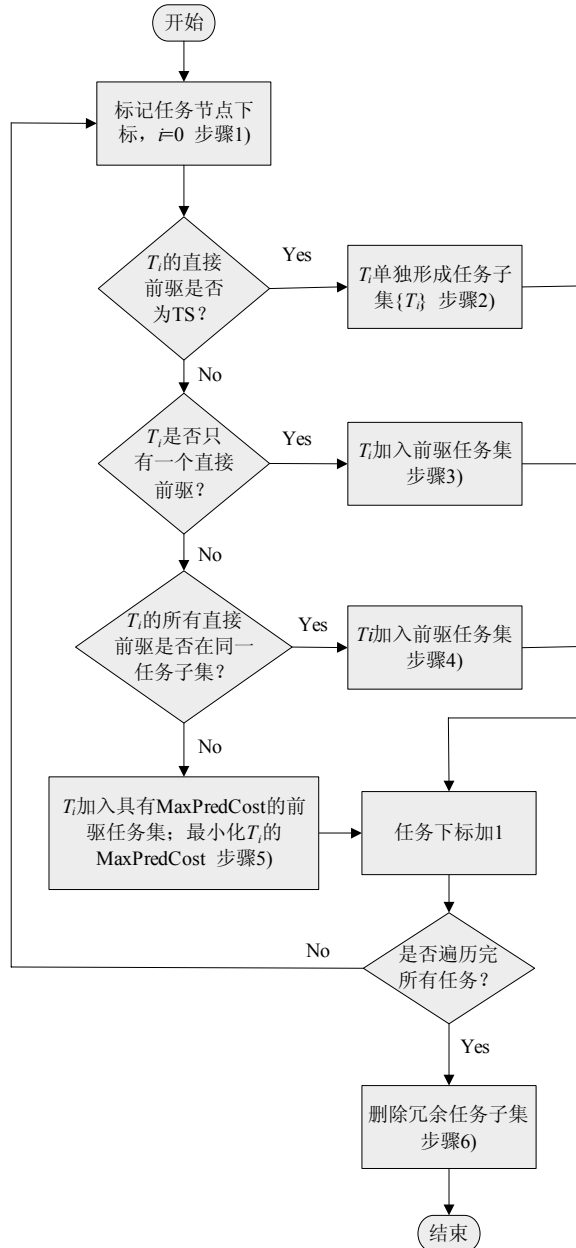 开始
标记任务节点下
标，i=0 步骤1)
Ti的直接
前驱是否
为TS？
Yes
Ti单独形成任务子
集{Ti} 步骤2)
No
Ti是否只
有一个直接
前驱？
Yes
Ti加入前驱任务集
步骤3)
No
Ti的所有直接
前驱是否在同一
任务子集？
Yes
Ti加入前驱任务集
步骤4)
No
Ti加入具有MaxPredCost的前
驱任务集；最小化Ti的
MaxPredCost 步骤5)
任务下标加1
No
是否遍历完
所有任务？
Yes
删除冗余任务子集
步骤6)
结束